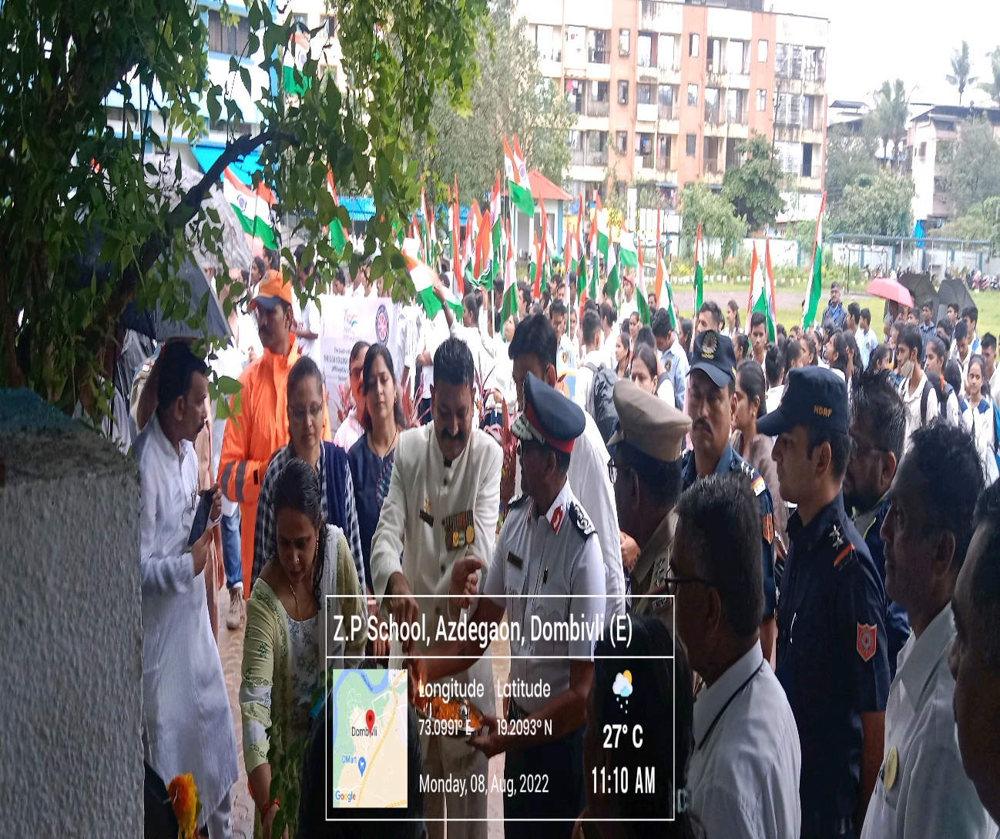 NDRF
Z.P School, Azdegaon, Dombivli (E)
Longitude Latitude
73.0991° E 19.2093° N
Monday, 08, Aug, 2022
27° C
11:10 AM
Dombivli
DMart
Google